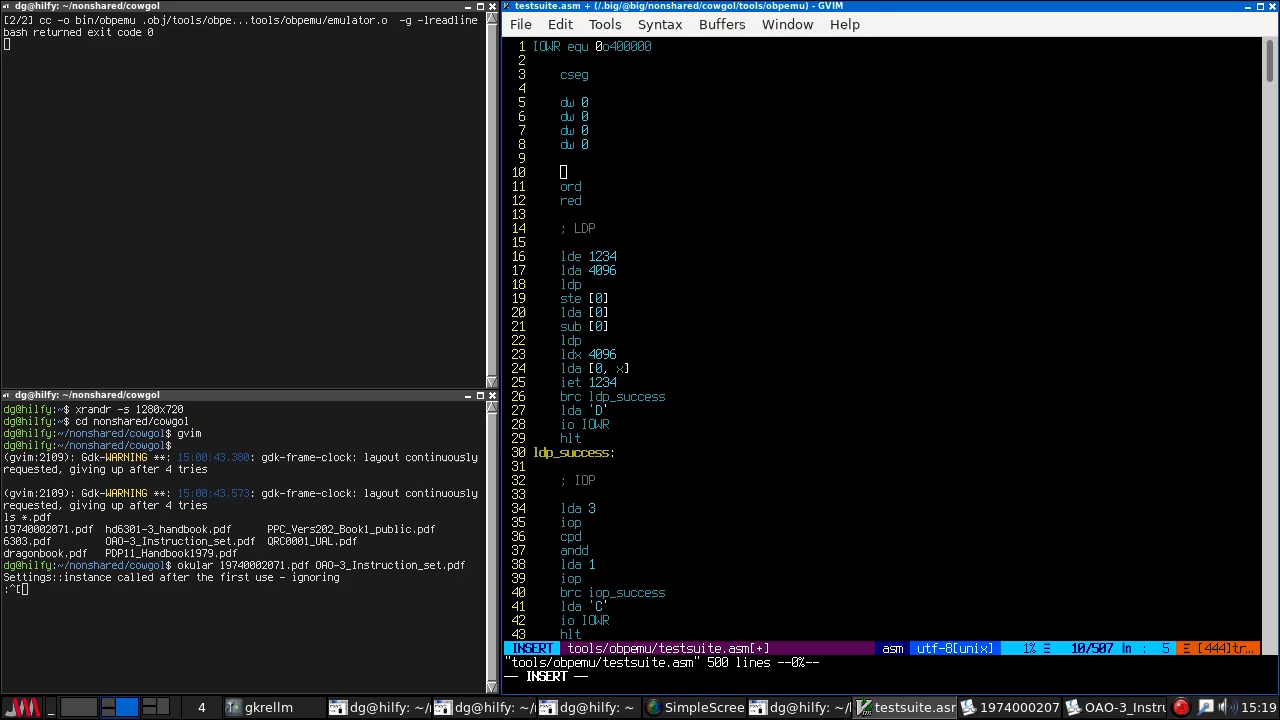 dg@hilfy: ~/nonshared/cowgol
[2/21] cc -o bin/obpemu .obj/tools/opt...tools/obpemu/emulator.o  -g -lreadline
bash returned exit code 0
dg@hilfy: ~/nonshared/cowgol
dg@hilfy:~$ xrandr -s 1280x720
dg@hilfy:~$ cd nonshared/cowgol
dg@hilfy:~/nonshared/cowgol$ gvim
dg@hilfy:~/nonshared/cowgol$
(gvim:2109): Gdk-WARNING **: 15:00:43.380: gdk-frame-clock: layout continuously
requested, giving up after 4 tries
(gvim:2109): Gdk-WARNING **: 15:00:43.573: gdk-frame-clock: layout continuously
requested, giving up after 4 tries
ls *.pdf
19740002071.pdf  hd6301-3_handbook.pdf      PPC_Vers202_Book1_public.pdf
6303.pdf         OAO-3_Instruction_set.pdf  QRC0001_UAL.pdf
dragonbook.pdf   PDP11_Handbook1979.pdf
dg@hilfy:~/nonshared/cowgol$ okular 19740002071.pdf OAO-3_Instruction_set.pdf
Settings::instance called after the first use - ignoring
:^[
testsuite.asm + (/.big/@big/nonshared/cowgol/tools/obpemu) - GVIM
File Edit Tools Syntax Buffers Window Help
1 IOWR equ 0o400000
2
3     cseg
4
5     dw 0
6     dw 0
7     dw 0
8     dw 0
9
10
11     ord
12     red
13
14     ; LDP
15
16     lde 1234
17     lda 4096
18     ldp
19     ste [0]
20     lda [0]
21     sub [0]
22     ldp
23     ldx 4096
24     lda [0, x]
25     iet 1234
26     brc ldp_success
27     lda 'D'
28     io IOWR
29     hlt
30 ldp_success:
31
32     ; IOP
33
34     lda 3
35     iop
36     cpd
37     andd
38     lda 1
39     iop
40     brc iop_success
41     lda 'C'
42     io IOWR
43     hlt
INSERT  tools/obpemu/testsuite.asm[+]  asm  utf-8[unix]  1% Ξ  10/507 ln :  5  Ξ [444]tr…
"tools/obpemu/testsuite.asm" 500 lines --0%--
-- INSERT --
4 gkrellm dg@hilfy: ~/ dg@hilfy: ~/ dg@hilfy: ~ SimpleScree dg@hilfy: ~/ testsuite.asm 1974000207 OAO-3_Instru 15:19